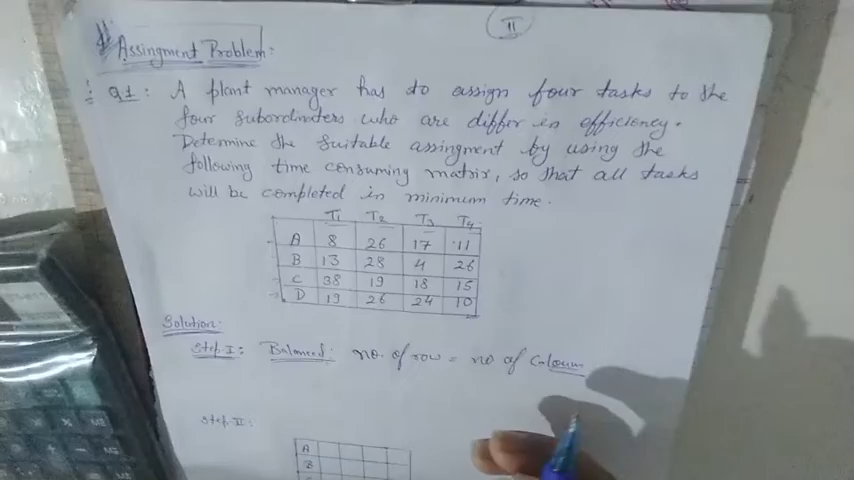 II
Assingment Problem:
Q1: A plant manager has to assign four tasks to the
four subordinaters who are differ in efficiency.
Determine the suitable assingment by using the
following time consuming matrix, so that all tasks
will be completed in minimum time.
T1 T2 T3 T4
A 8 26 17 11
B 13 28 4 26
C 38 19 18 15
D 19 26 24 10
Solution:
Step I: Balanced: no. of row = no of Coloum
Step II:
A
B